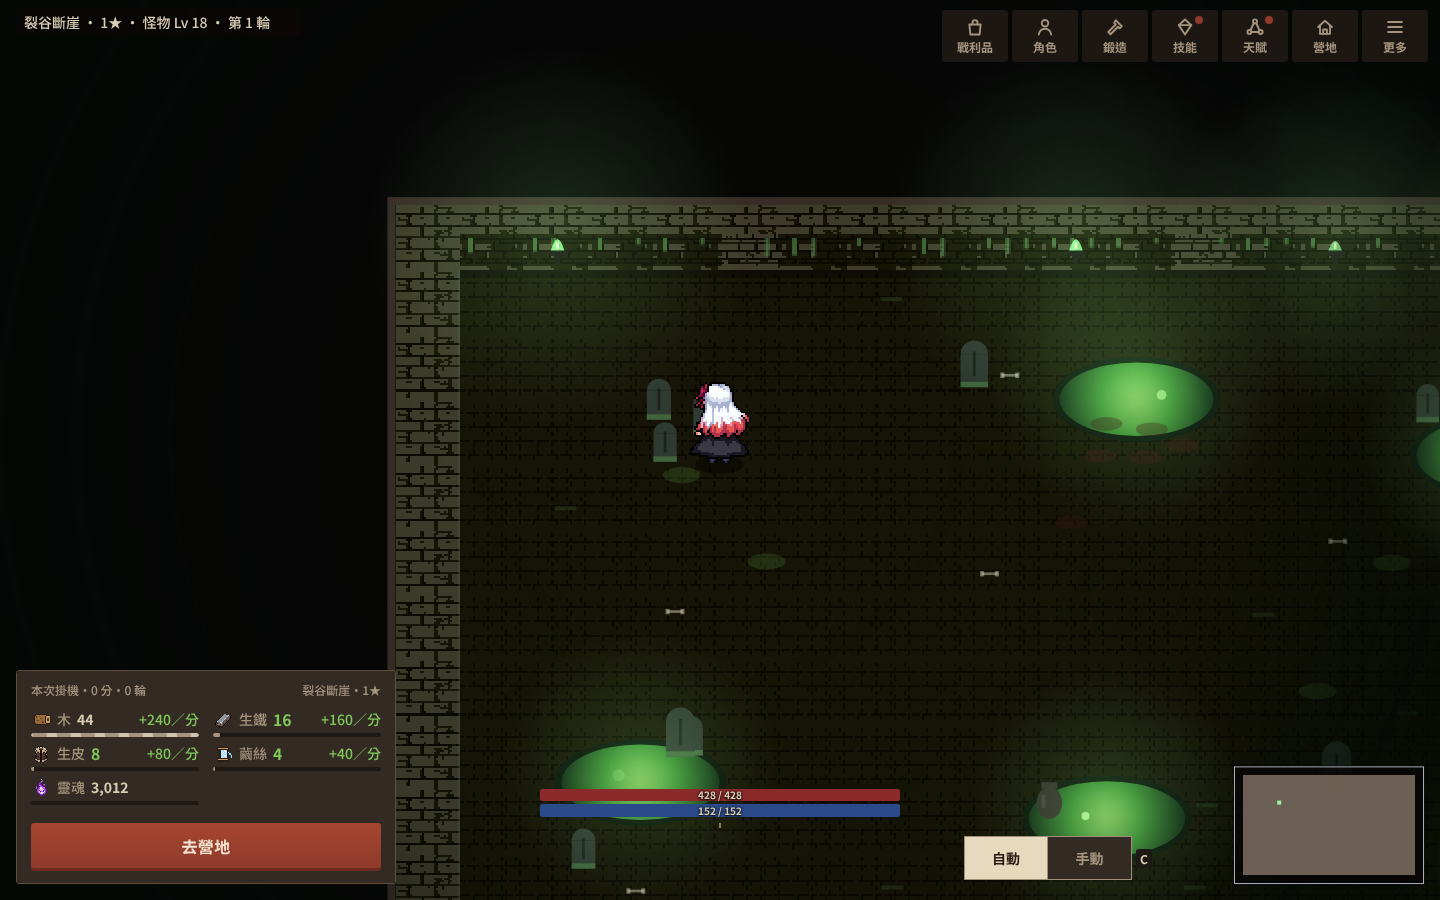 裂谷斷崖 · 1★ · 怪物 Lv 18 · 第 1 輪
戰利品
角色
鍛造
技能
天賦
營地
更多
本次掛機・0 分・0 輪
裂谷斷崖・1★
木 44 +240／分
生鐵 16 +160／分
生皮 8 +80／分
繭絲 4 +40／分
靈魂 3,012
去營地
428 / 428
152 / 152
自動
手動
C